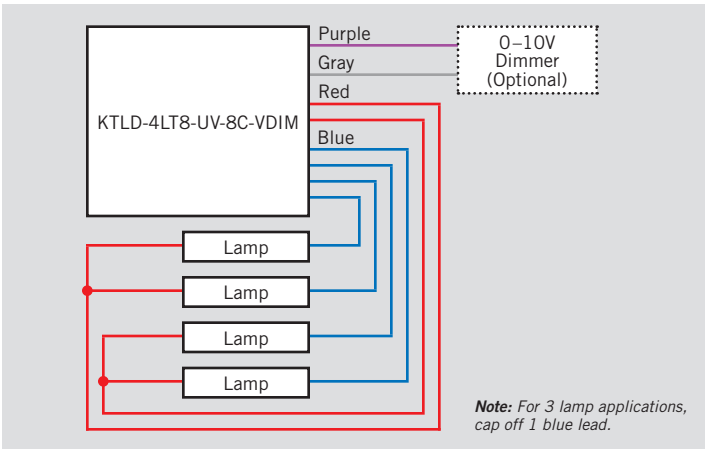 Purple
0–10V
Dimmer
(Optional)
Gray
Red
KTLD-4LT8-UV-8C-VDIM
Blue
Lamp
Lamp
Lamp
Lamp
Note: For 3 lamp applications,
cap off 1 blue lead.